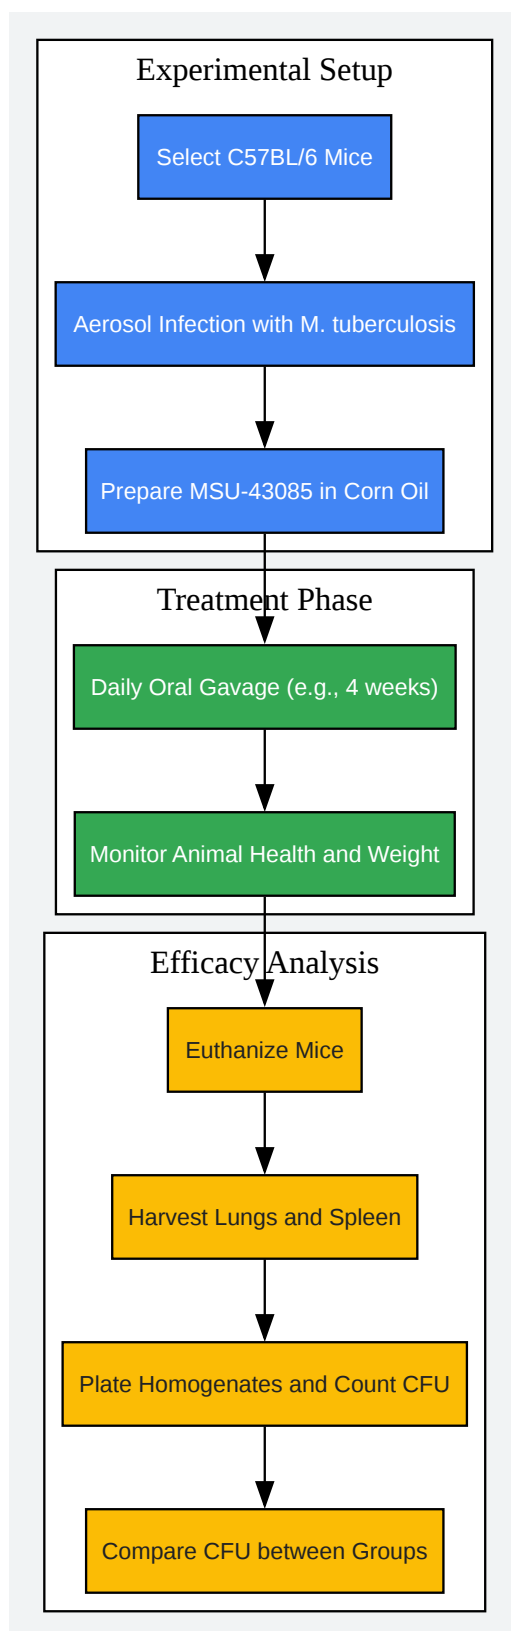 Experimental Setup
Select C57BL/6 Mice
Aerosol Infection with M. tuberculosis
Prepare MSU-43085 in Corn Oil
Treatment Phase
Daily Oral Gavage (e.g., 4 weeks)
Monitor Animal Health and Weight
Efficacy Analysis
Euthanize Mice
Harvest Lungs and Spleen
Plate Homogenates and Count CFU
Compare CFU between Groups